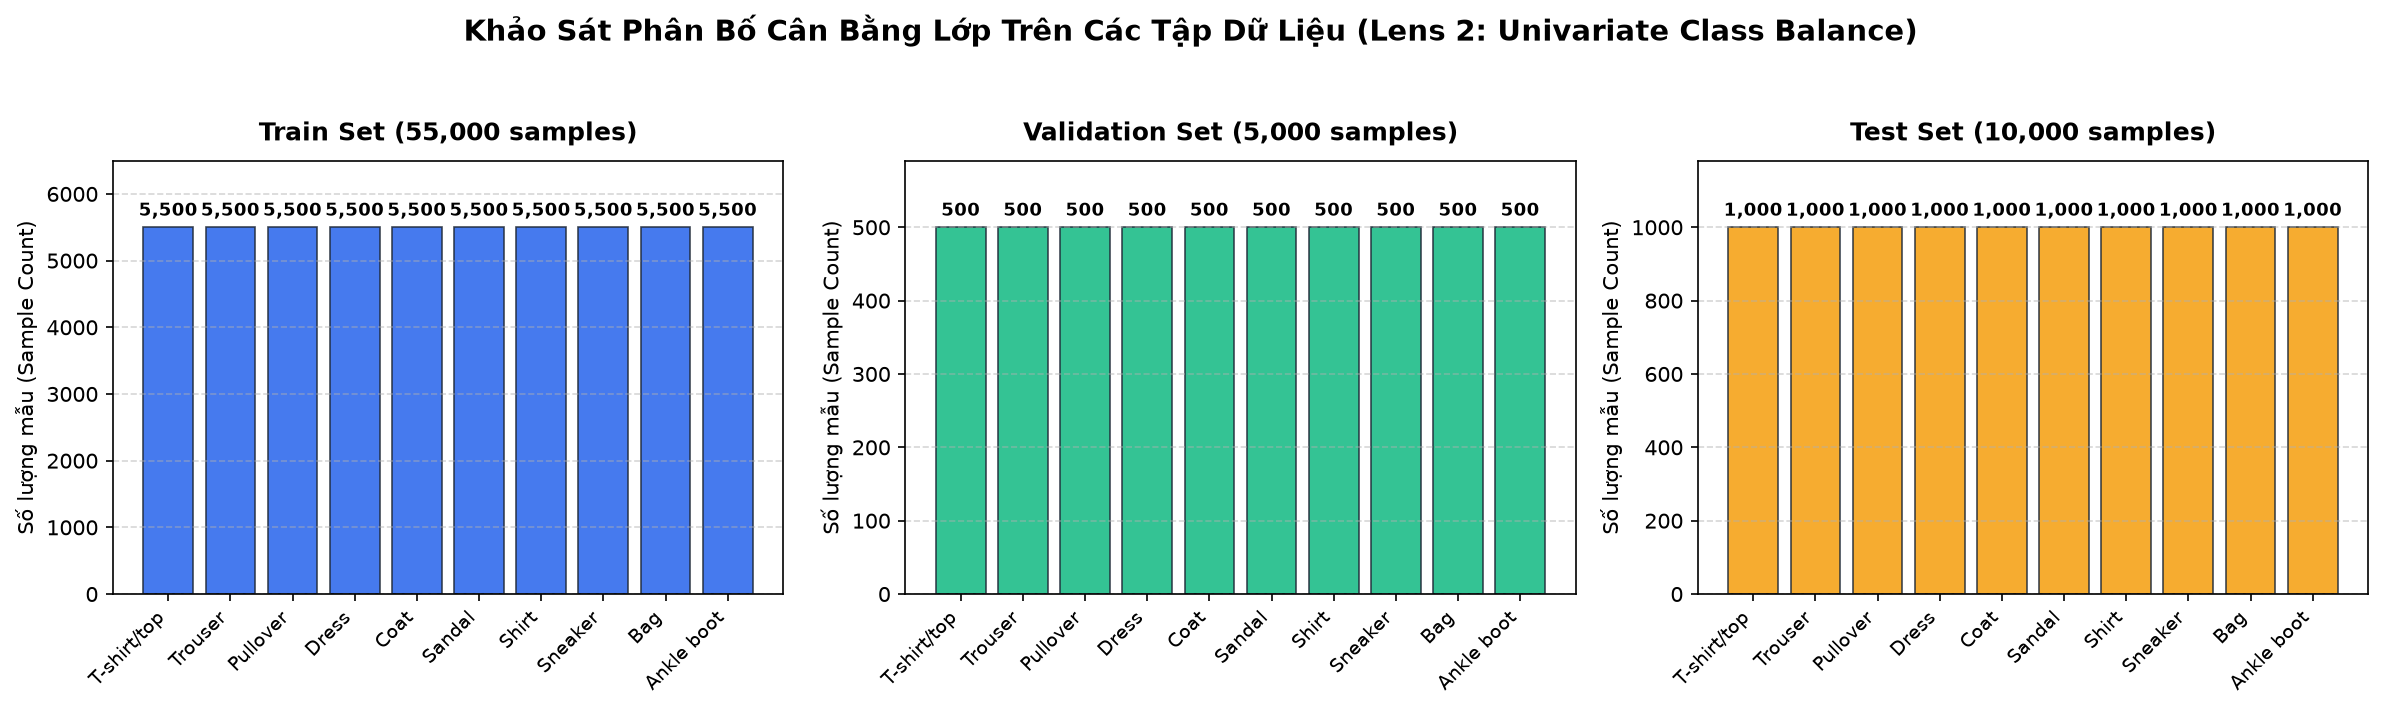 Khảo Sát Phân Bố Cân Bằng Lớp Trên Các Tập Dữ Liệu (Lens 2: Univariate Class Balance)
Train Set (55,000 samples)
Số lượng mẫu (Sample Count)
6000
5000
4000
3000
2000
1000
0
5,500 5,500 5,500 5,500 5,500 5,500 5,500 5,500 5,500 5,500
T-shirt/top Trouser Pullover Dress Coat Sandal Shirt Sneaker Bag Ankle boot
Validation Set (5,000 samples)
Số lượng mẫu (Sample Count)
500
400
300
200
100
0
500 500 500 500 500 500 500 500 500 500
T-shirt/top Trouser Pullover Dress Coat Sandal Shirt Sneaker Bag Ankle boot
Test Set (10,000 samples)
Số lượng mẫu (Sample Count)
1000
800
600
400
200
0
1,000 1,000 1,000 1,000 1,000 1,000 1,000 1,000 1,000 1,000
T-shirt/top Trouser Pullover Dress Coat Sandal Shirt Sneaker Bag Ankle boot